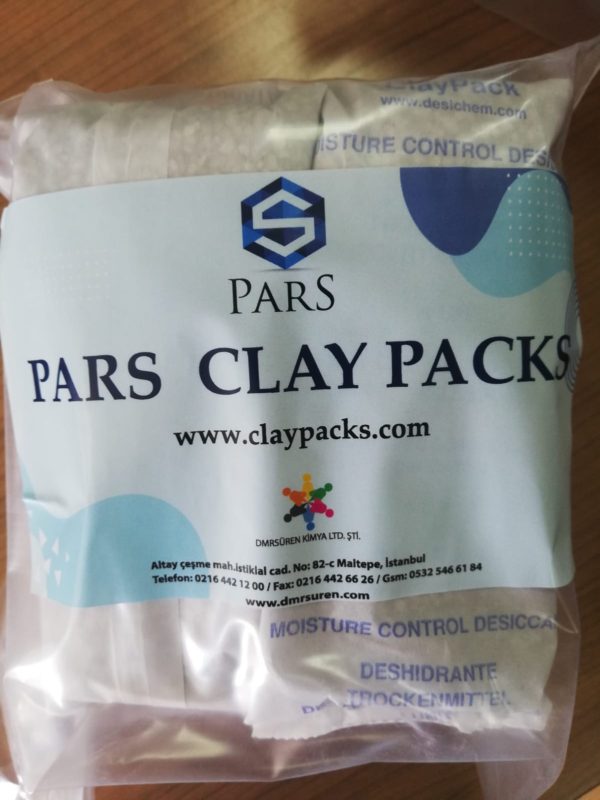 ClayPack
www.desichem.com
ISTURE CONTROL DESI
S
PARS
PARS CLAY PACKS
www.claypacks.com
DMRSÜREN KİMYA LTD. ŞTİ.
Altay çeşme mah.istiklal cad. No: 82-c Maltepe, İstanbul
Telefon: 0216 442 12 00 / Fax: 0216 442 66 26 / Gsm: 0532 546 61 84
www.dmrsuren.com
MOISTURE CONTROL DESICCA
DESHIDRANTE
TROCKENMITTEL